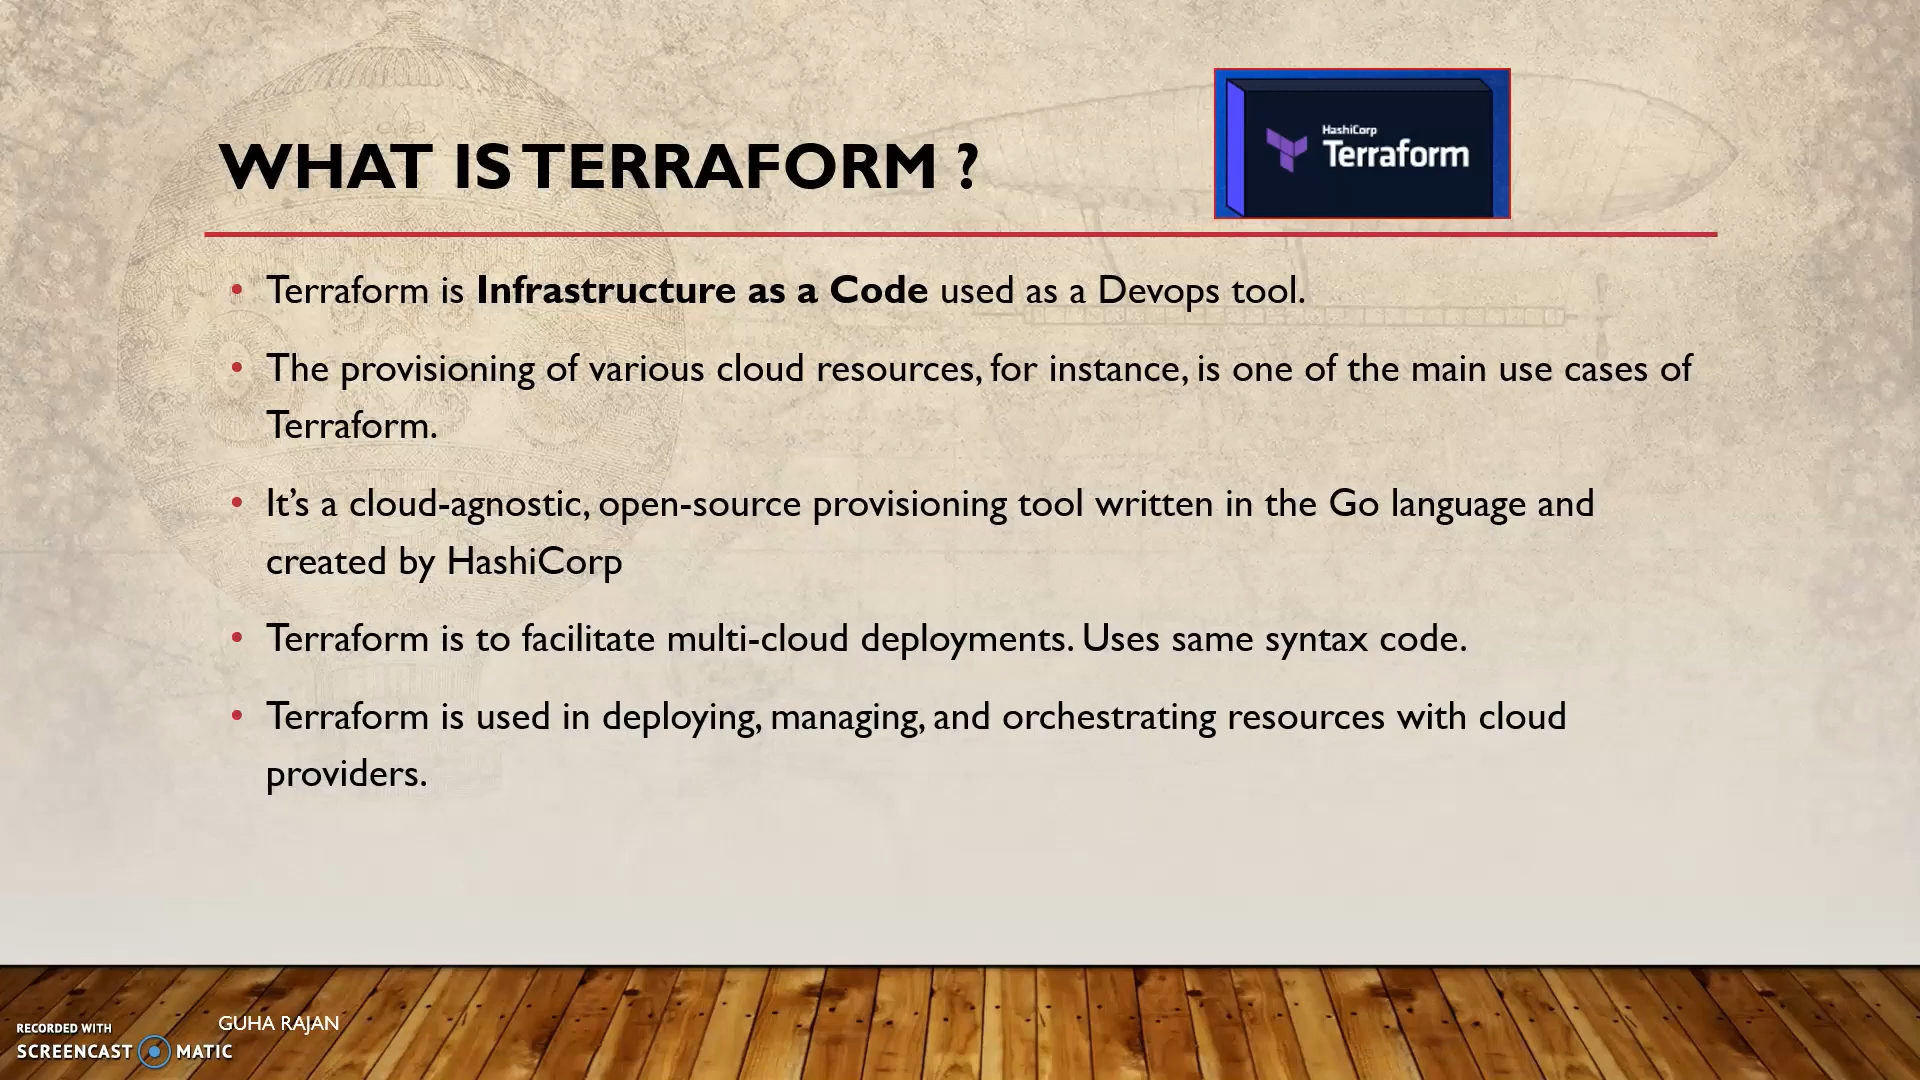 WHAT IS TERRAFORM ?
HashiCorp
Terraform
• Terraform is Infrastructure as a Code used as a Devops tool.
• The provisioning of various cloud resources, for instance, is one of the main use cases of
Terraform.
• It’s a cloud-agnostic, open-source provisioning tool written in the Go language and
created by HashiCorp
• Terraform is to facilitate multi-cloud deployments. Uses same syntax code.
• Terraform is used in deploying, managing, and orchestrating resources with cloud
providers.
GUHA RAJAN
RECORDED WITH
SCREENCAST MATIC